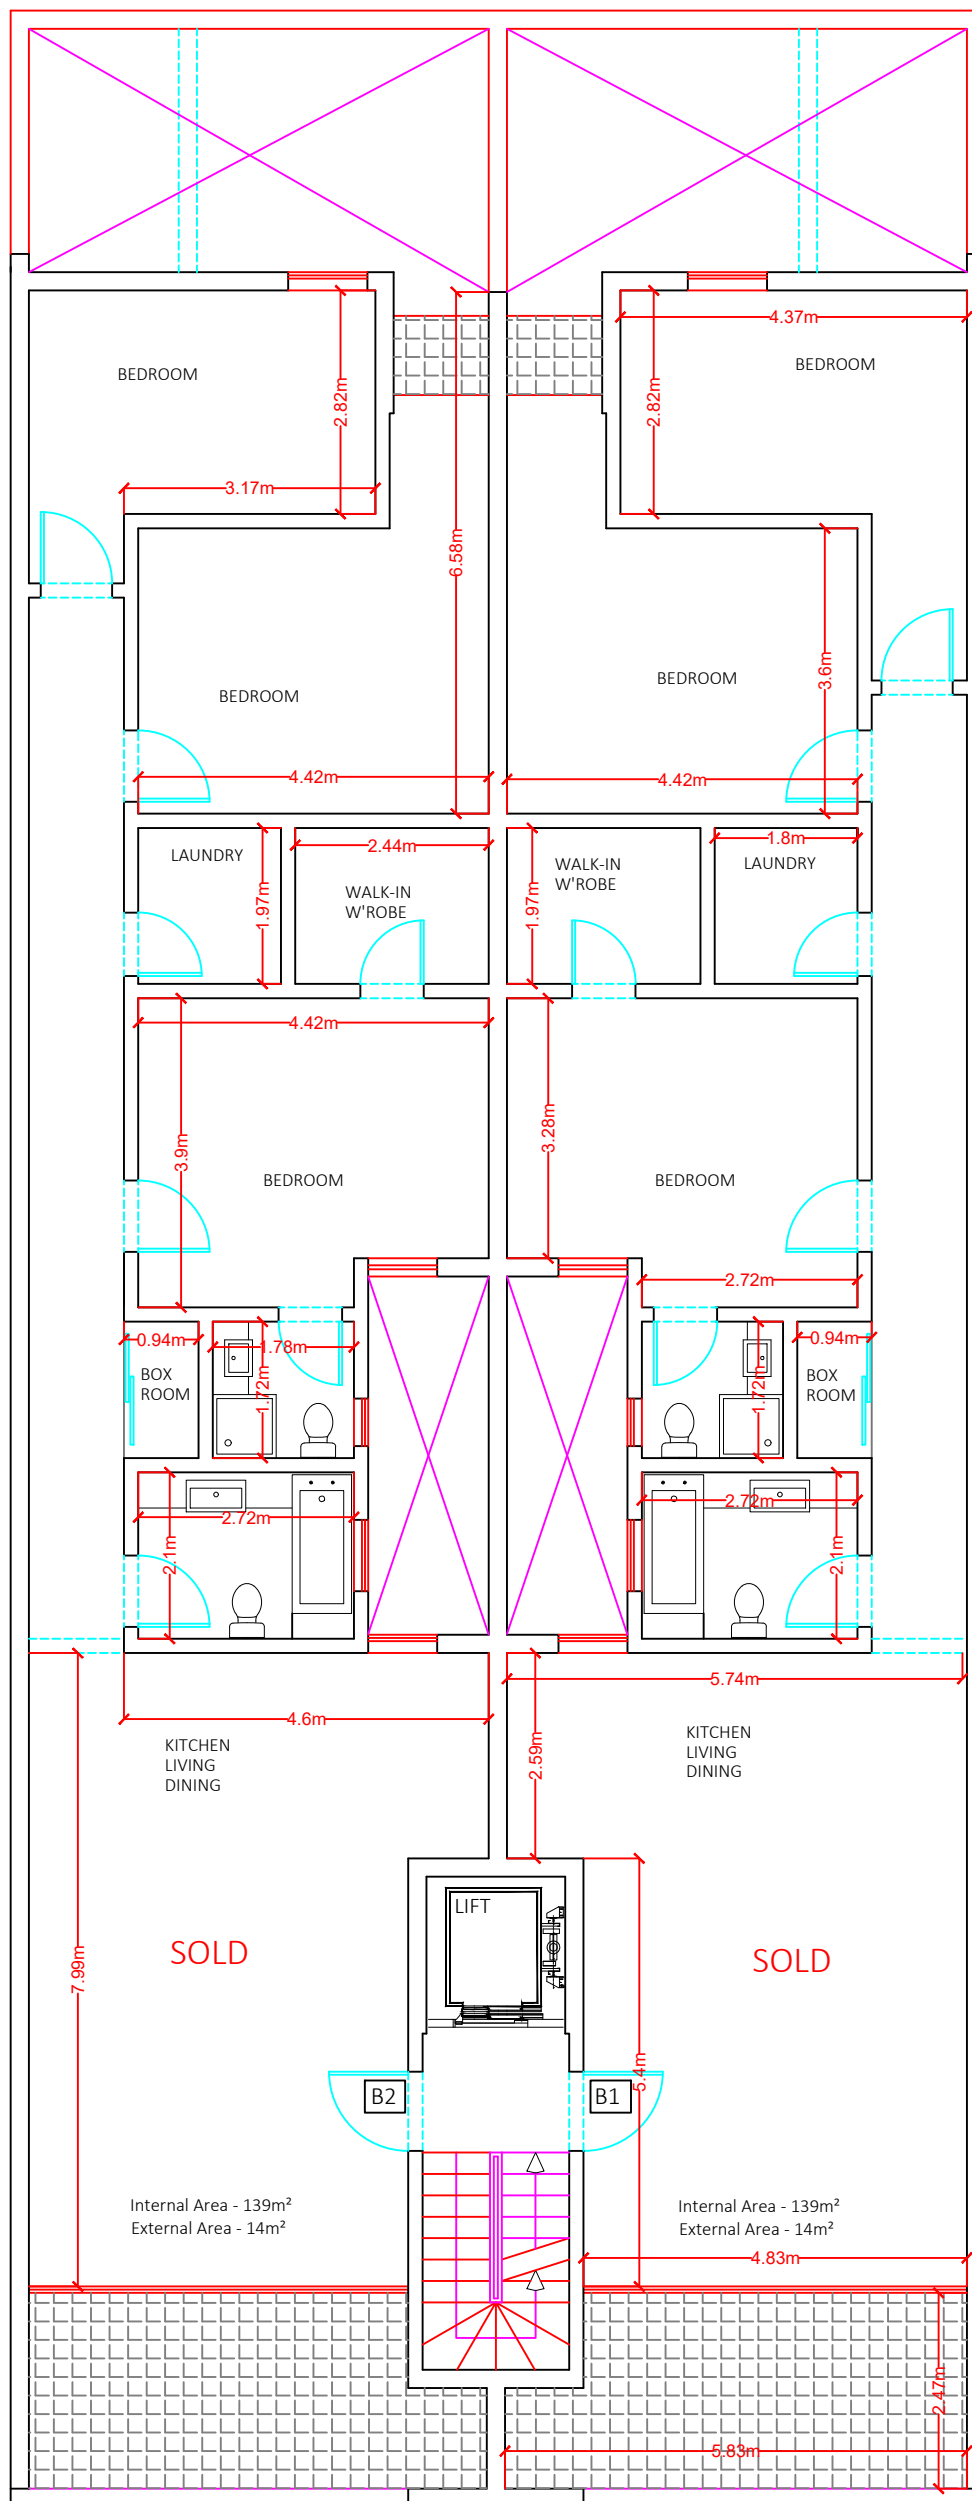 4.37m
BEDROOM
BEDROOM
2.82m
2.82m
3.17m
6.58m
3.6m
BEDROOM
BEDROOM
4.42m
4.42m
LAUNDRY
2.44m
1.8m
WALK-IN
W'ROBE
WALK-IN
W'ROBE
LAUNDRY
1.97m
1.97m
4.42m
3.9m
3.28m
BEDROOM
BEDROOM
2.72m
0.94m
1.78m
0.94m
BOX
ROOM
1.72m
1.72m
BOX
ROOM
2.72m
2.72m
2.1m
2.1m
5.74m
4.6m
2.59m
KITCHEN
LIVING
DINING
KITCHEN
LIVING
DINING
LIFT
SOLD
SOLD
7.99m
5.4m
B2
B1
Internal Area - 139m²
External Area - 14m²
Internal Area - 139m²
External Area - 14m²
4.83m
2.47m
5.83m